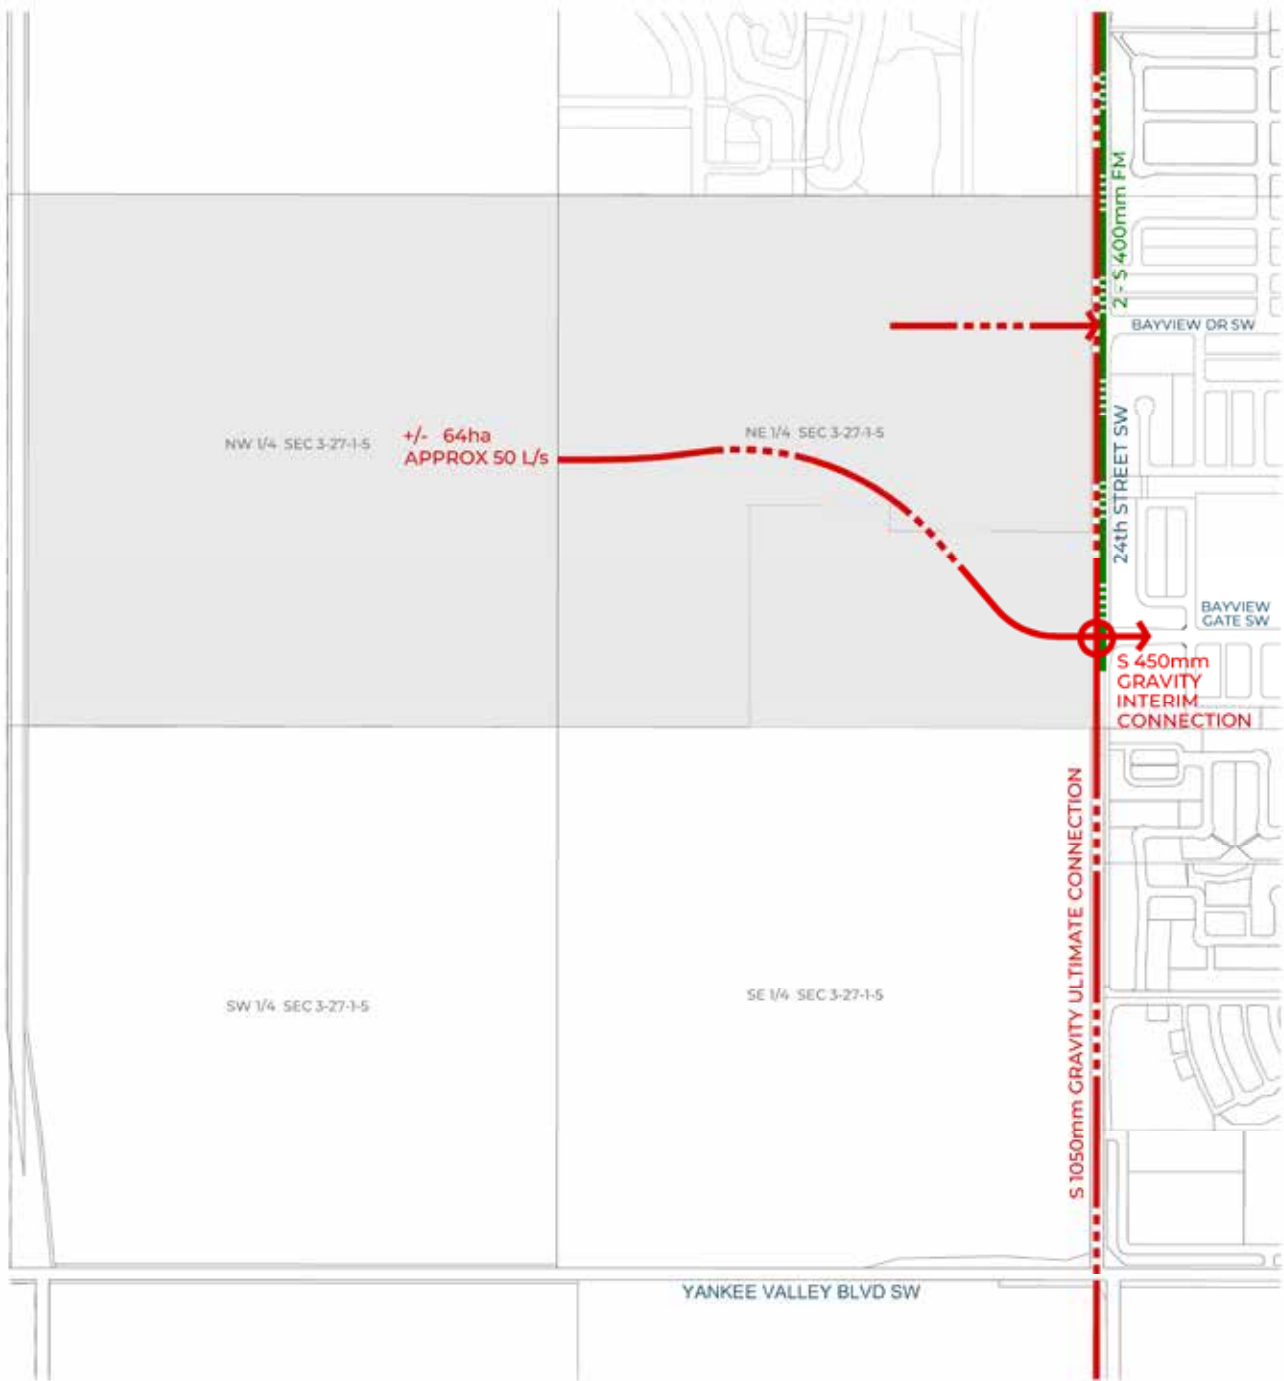 2 - S 400mm FM
BAYVIEW DR SW
NW 1/4 SEC 3-27-1-5
+/- 64ha
APPROX 50 L/s
NE 1/4 SEC 3-27-1-5
24th STREET SW
BAYVIEW
GATE SW
S 450mm
GRAVITY
INTERIM
CONNECTION
S 1050mm GRAVITY ULTIMATE CONNECTION
SW 1/4 SEC 3-27-1-5
SE 1/4 SEC 3-27-1-5
YANKEE VALLEY BLVD SW